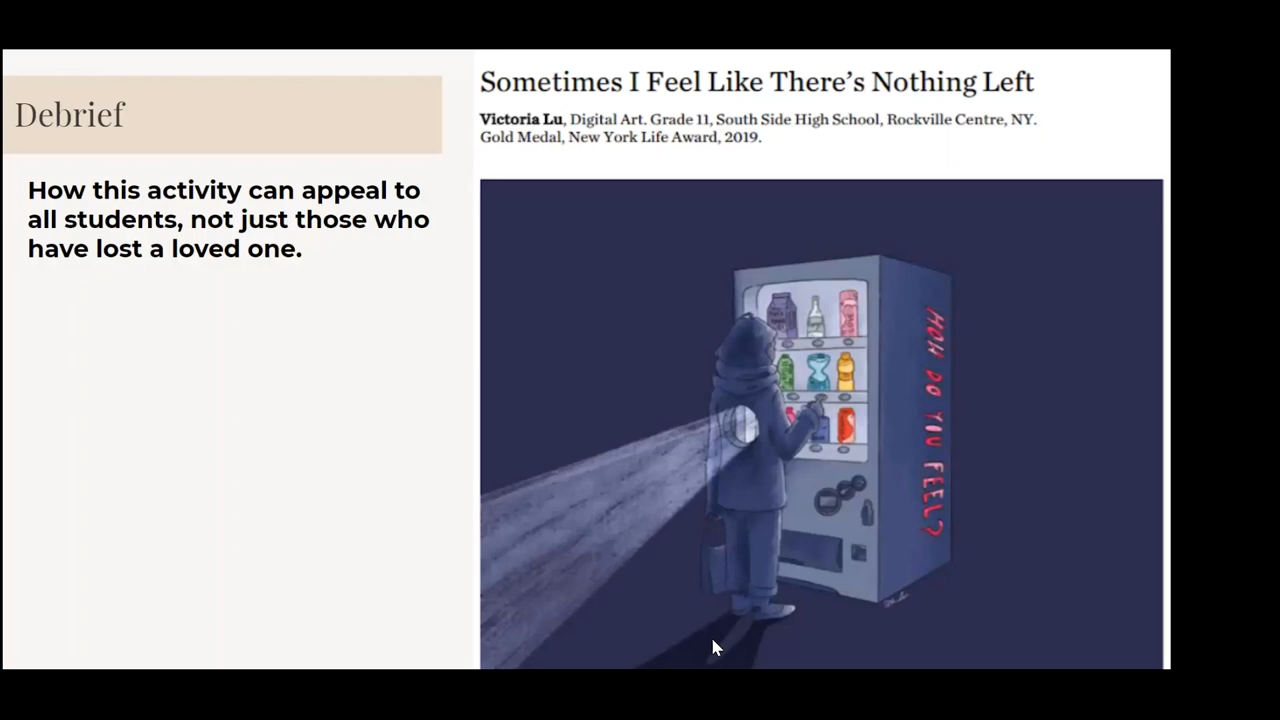 Debrief
How this activity can appeal to
all students, not just those who
have lost a loved one.
Sometimes I Feel Like There's Nothing Left
Victoria Lu, Digital Art. Grade 11, South Side High School, Rockville Centre, NY.
Gold Medal, New York Life Award, 2019.
HOW DO YOU FEEL?